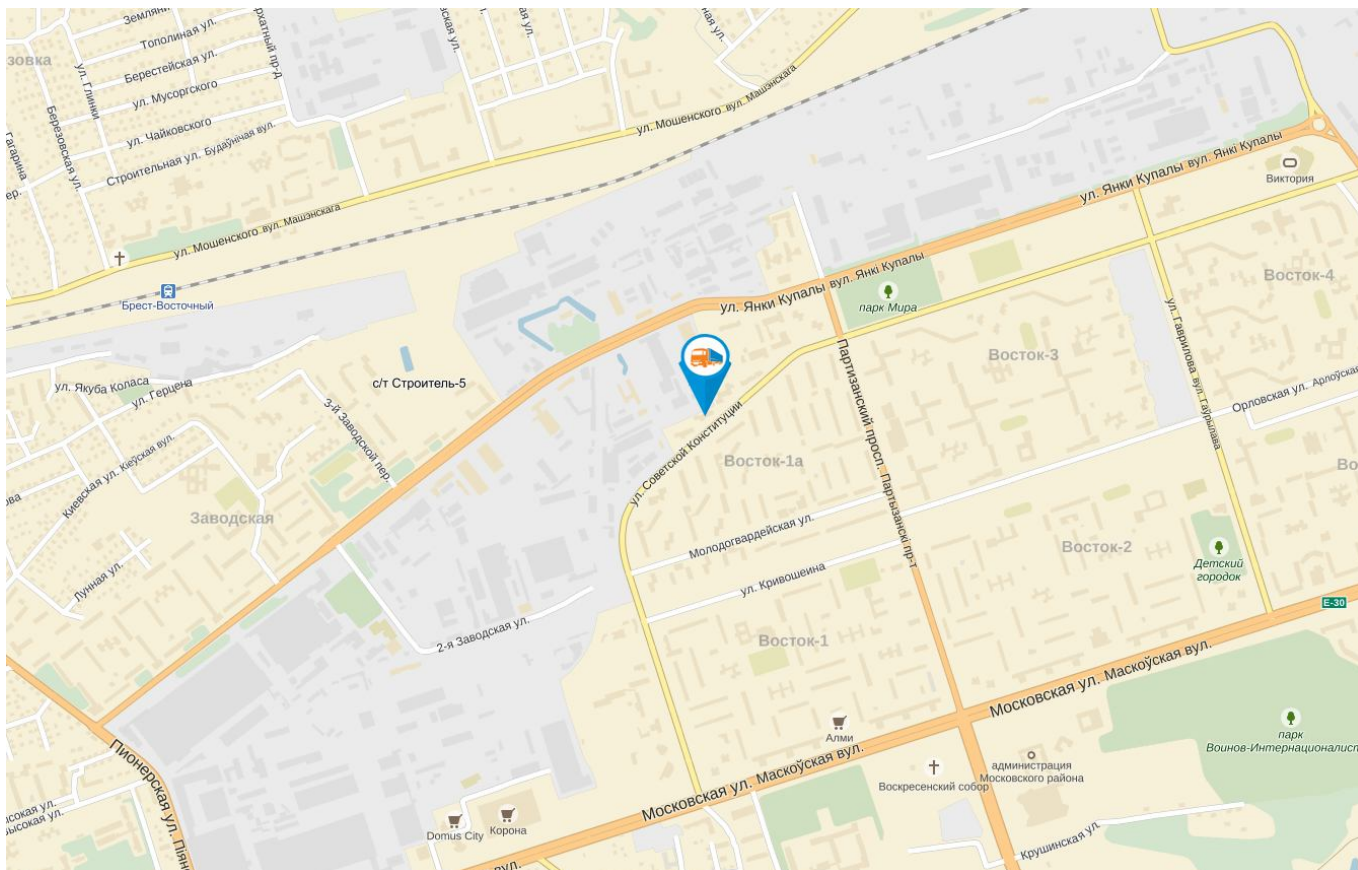 Тополиная ул.
Берестейская ул.
ул. Мусоргского
ул. Чайковского
Строительная ул. Будаўнічая вул.
ул. Глинки
Березовская ул.
Гагарина
ул. Мошенского вул. Машэнскага
ул. Мошенского вул. Машэнскага
Брест-Восточный
ул. Янки Купалы вул. Янкі Купалы
ул. Янки Купалы вул. Янкі Купалы
Виктория
Восток-4
парк Мира
Восток-3
ул. Гаврилова вул. Гаўрылава
Орловская ул. Арлоўская
Партизанский просп. Партызанскі пр-т
ул. Якуба Коласа
ул. Герцена
с/т Строитель-5
3-й Заводской пер.
Киевская ул. Кіеўская вул.
Заводская
Лунная ул.
ул. Советской Конституции
Восток-1а
Молодогвардейская ул.
ул. Кривошеина
Восток-2
Детский
городок
E-30
2-я Заводская ул.
Восток-1
Московская ул. Маскоўская вул.
Московская ул. Маскоўская вул.
Алми
парк
Воинов-Интернационалист
администрация
Московского района
Воскресенский собор
Пионерская ул.
Domus City
Корона
Крушинская ул.
вул.